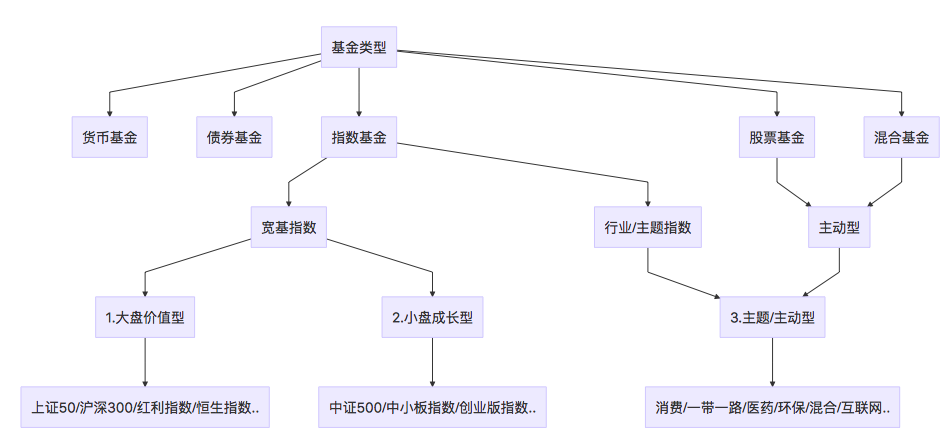 基金类型
货币基金
债券基金
指数基金
股票基金
混合基金
宽基指数
行业/主题指数
主动型
1.大盘价值型
2.小盘成长型
3.主题/主动型
上证50/沪深300/红利指数/恒生指数..
中证500/中小板指数/创业版指数..
消费/一带一路/医药/环保/混合/互联网..